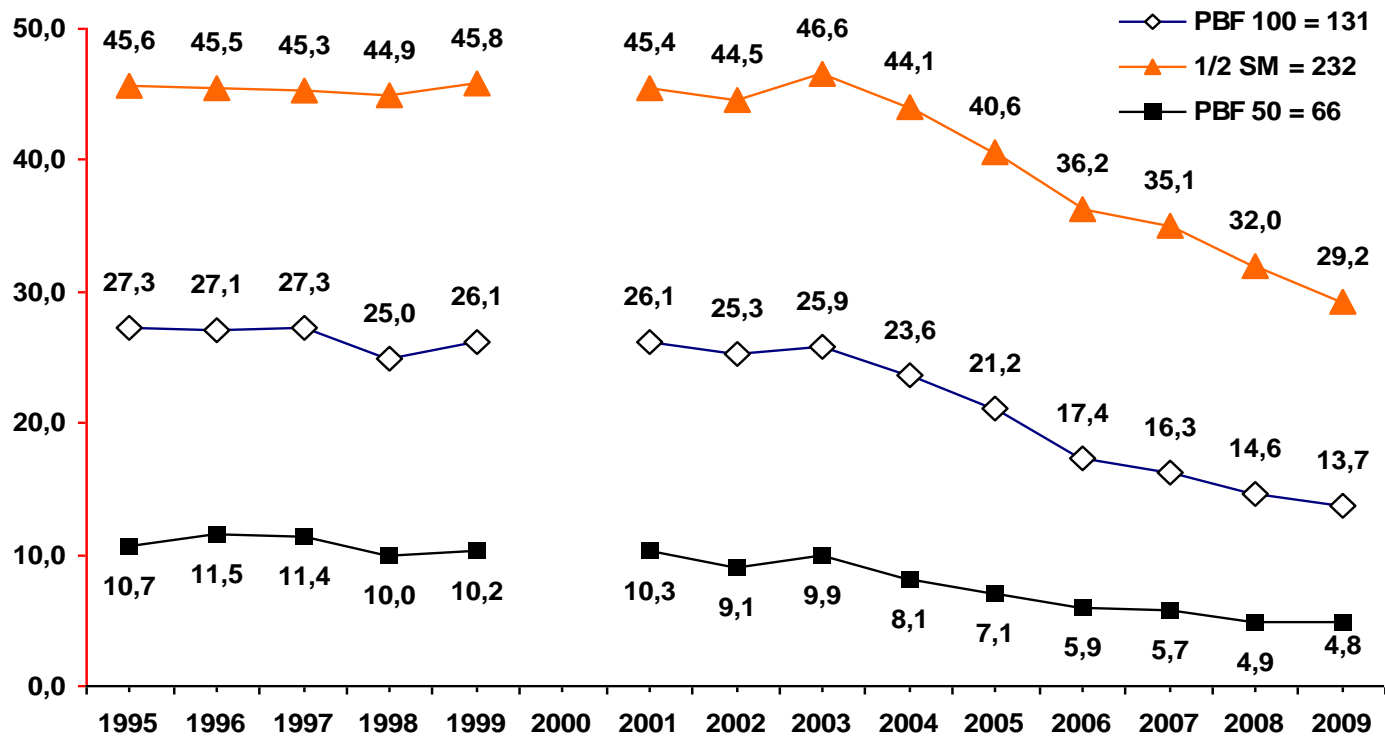 PBF 100 = 131
1/2 SM = 232
PBF 50 = 66
50,0
40,0
30,0
20,0
10,0
0,0
45,6 45,5 45,3 44,9 45,8 45,4 44,5 46,6 44,1 40,6 36,2 35,1 32,0 29,2
27,3 27,1 27,3 25,0 26,1 26,1 25,3 25,9 23,6 21,2 17,4 16,3 14,6 13,7
10,7 11,5 11,4 10,0 10,2 10,3 9,1 9,9 8,1 7,1 5,9 5,7 4,9 4,8
1995 1996 1997 1998 1999 2000 2001 2002 2003 2004 2005 2006 2007 2008 2009